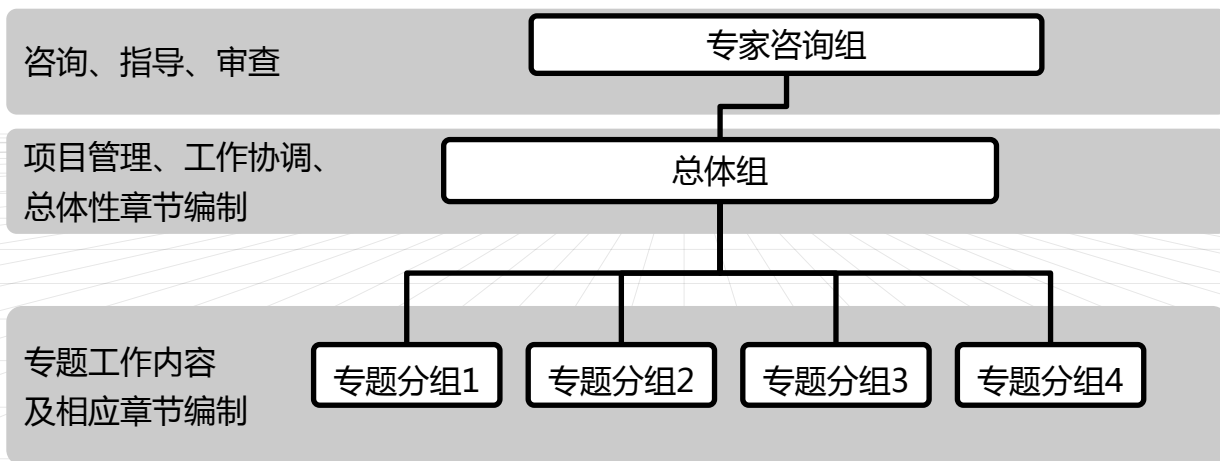 咨询、指导、审查
专家咨询组
项目管理、工作协调、
总体性章节编制
总体组
专题工作内容
及相应章节编制
专题分组1
专题分组2
专题分组3
专题分组4